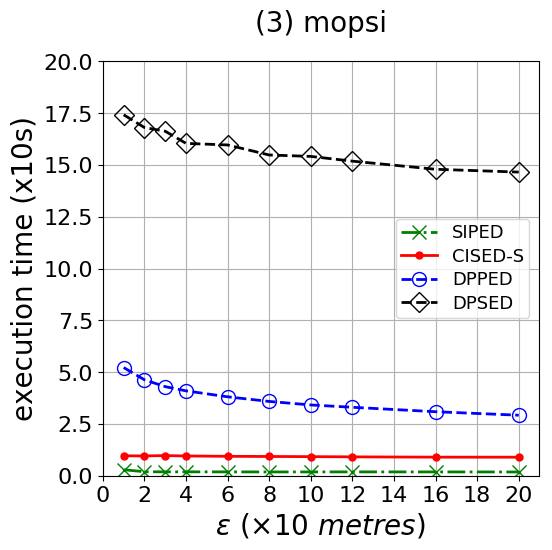 (3) mopsi
execution time (x10s)
20.0
17.5
15.0
12.5
10.0
7.5
5.0
2.5
0.0
SIPED
CISED-S
DPPED
DPSED
0 2 4 6 8 10 12 14 16 18 20
ε (×10 metres)